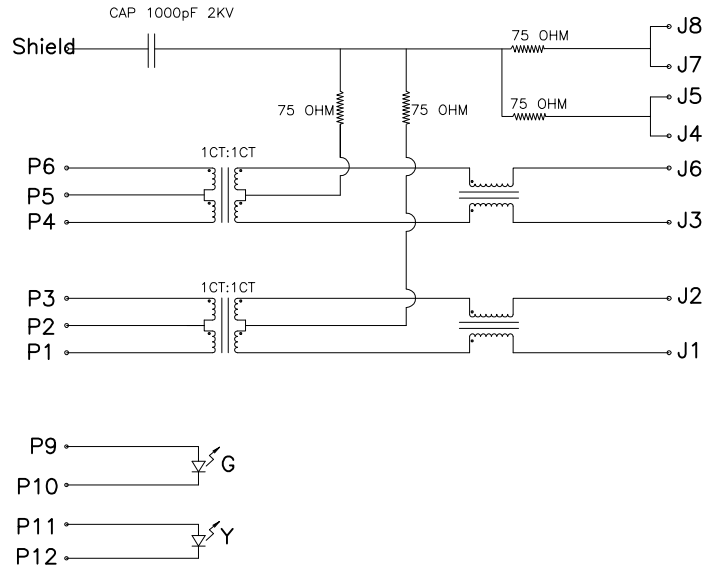 CAP 1000pF 2KV
J8
75 OHM
Shield
J7
J5
75 OHM 75 OHM 75 OHM
J4
1CT:1CT
P6 J6
P5
P4 J3
1CT:1CT
P3 J2
P2
P1 J1
P9
G
P10
P11
Y
P12